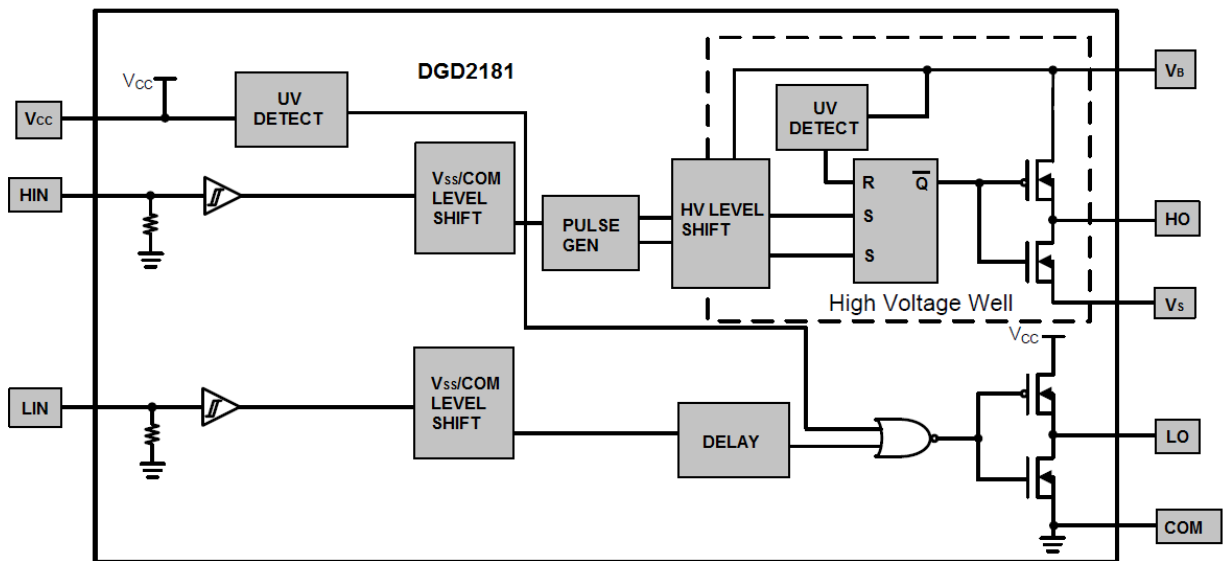 DGD2181
VCC
VCC
UV
DETECT
UV
DETECT
VB
HIN
VSS/COM
LEVEL
SHIFT
PULSE
GEN
HV LEVEL
SHIFT
R
Q
S
S
HO
High Voltage Well
VS
VCC
LIN
VSS/COM
LEVEL
SHIFT
DELAY
LO
COM